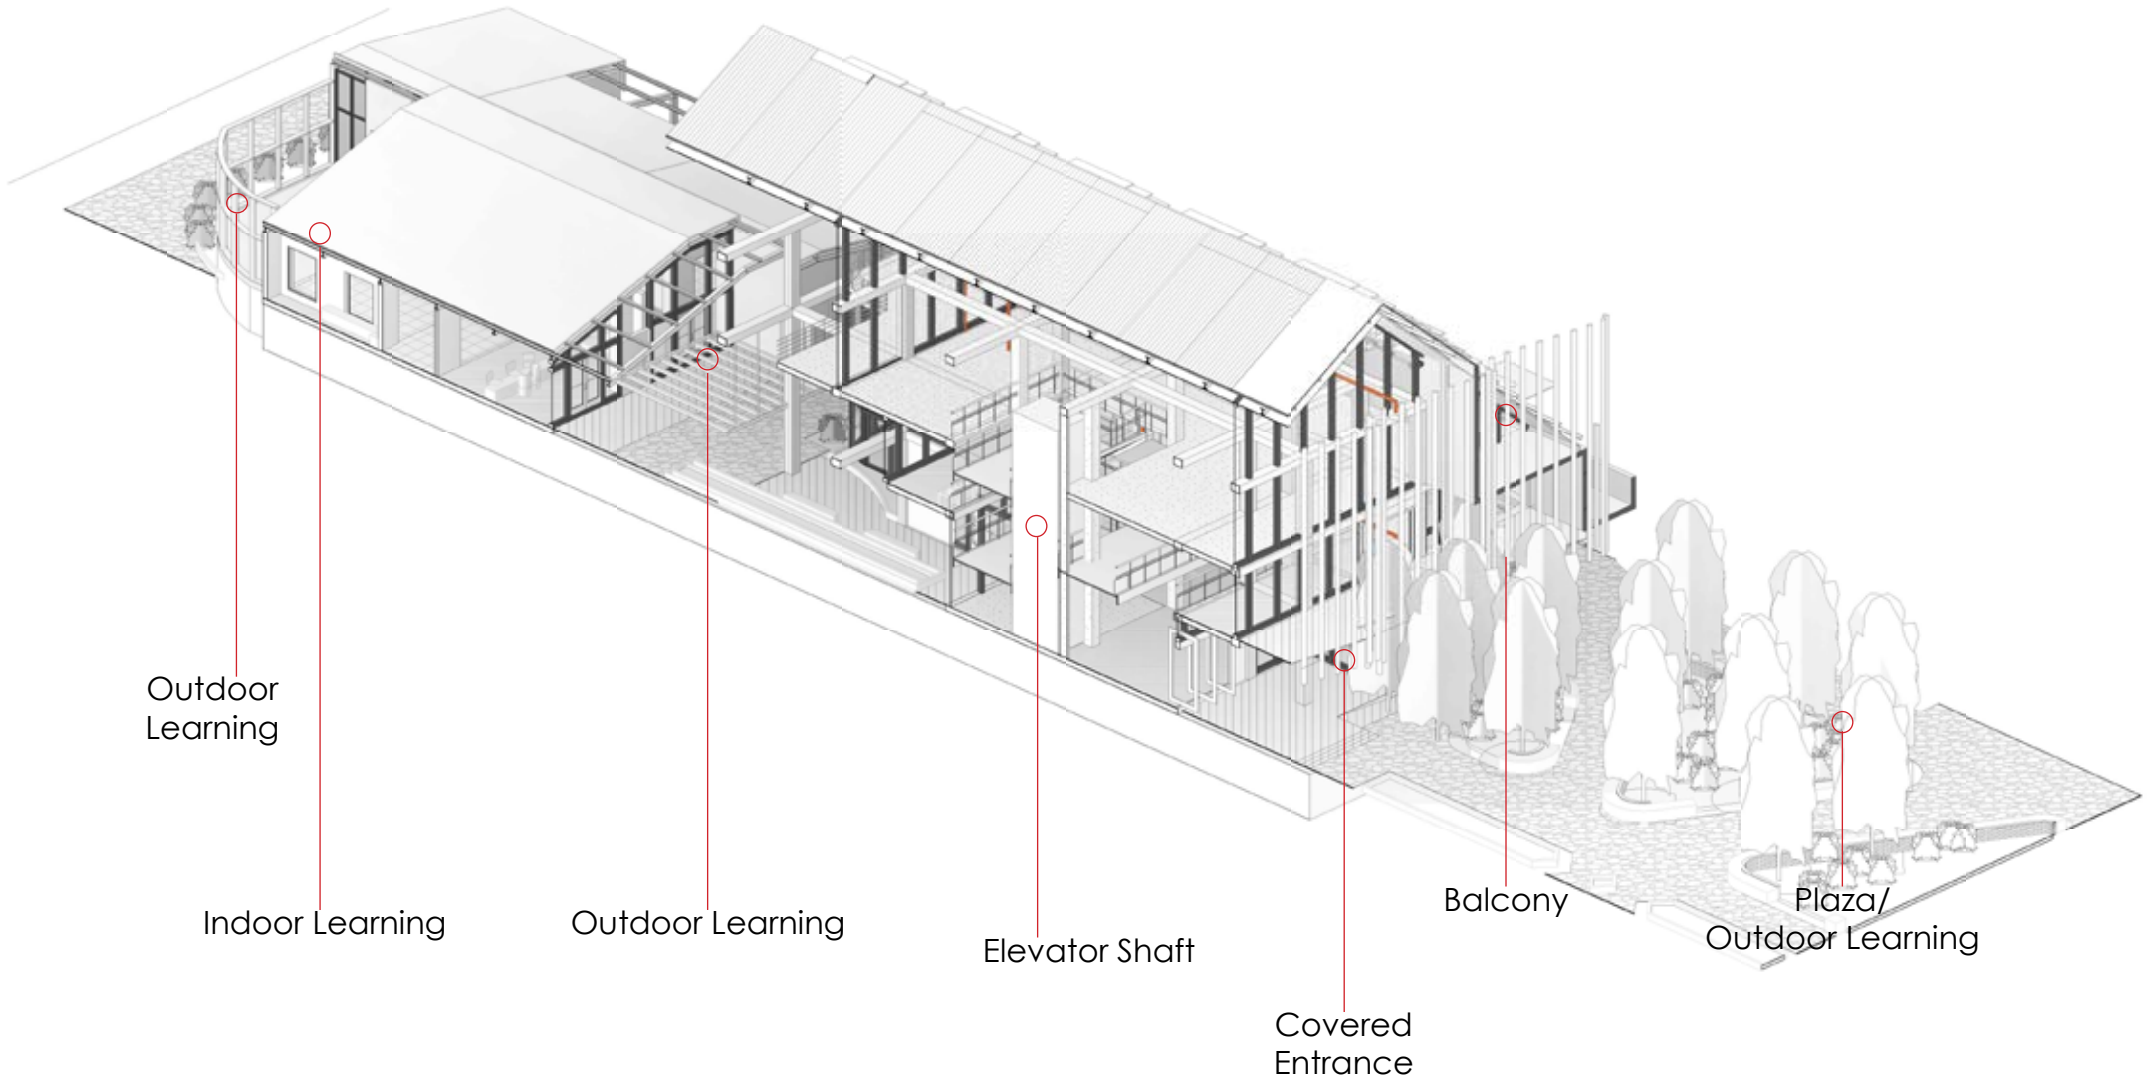 Outdoor
Learning
Indoor Learning
Outdoor Learning
Elevator Shaft
Covered
Entrance
Balcony
Plaza/
Outdoor Learning